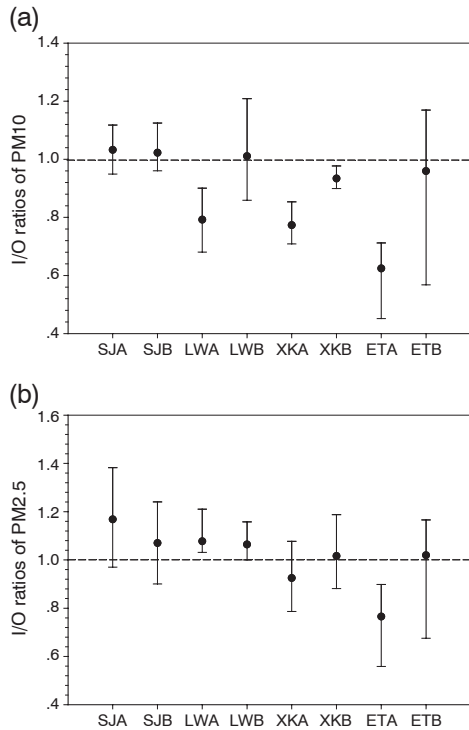 (a)
I/O ratios of PM10
1.4
1.2
1.0
.8
.6
.4
SJA SJB LWA LWB XKA XKB ETA ETB
(b)
I/O ratios of PM2.5
1.6
1.4
1.2
1.0
.8
.6
.4
SJA SJB LWA LWB XKA XKB ETA ETB